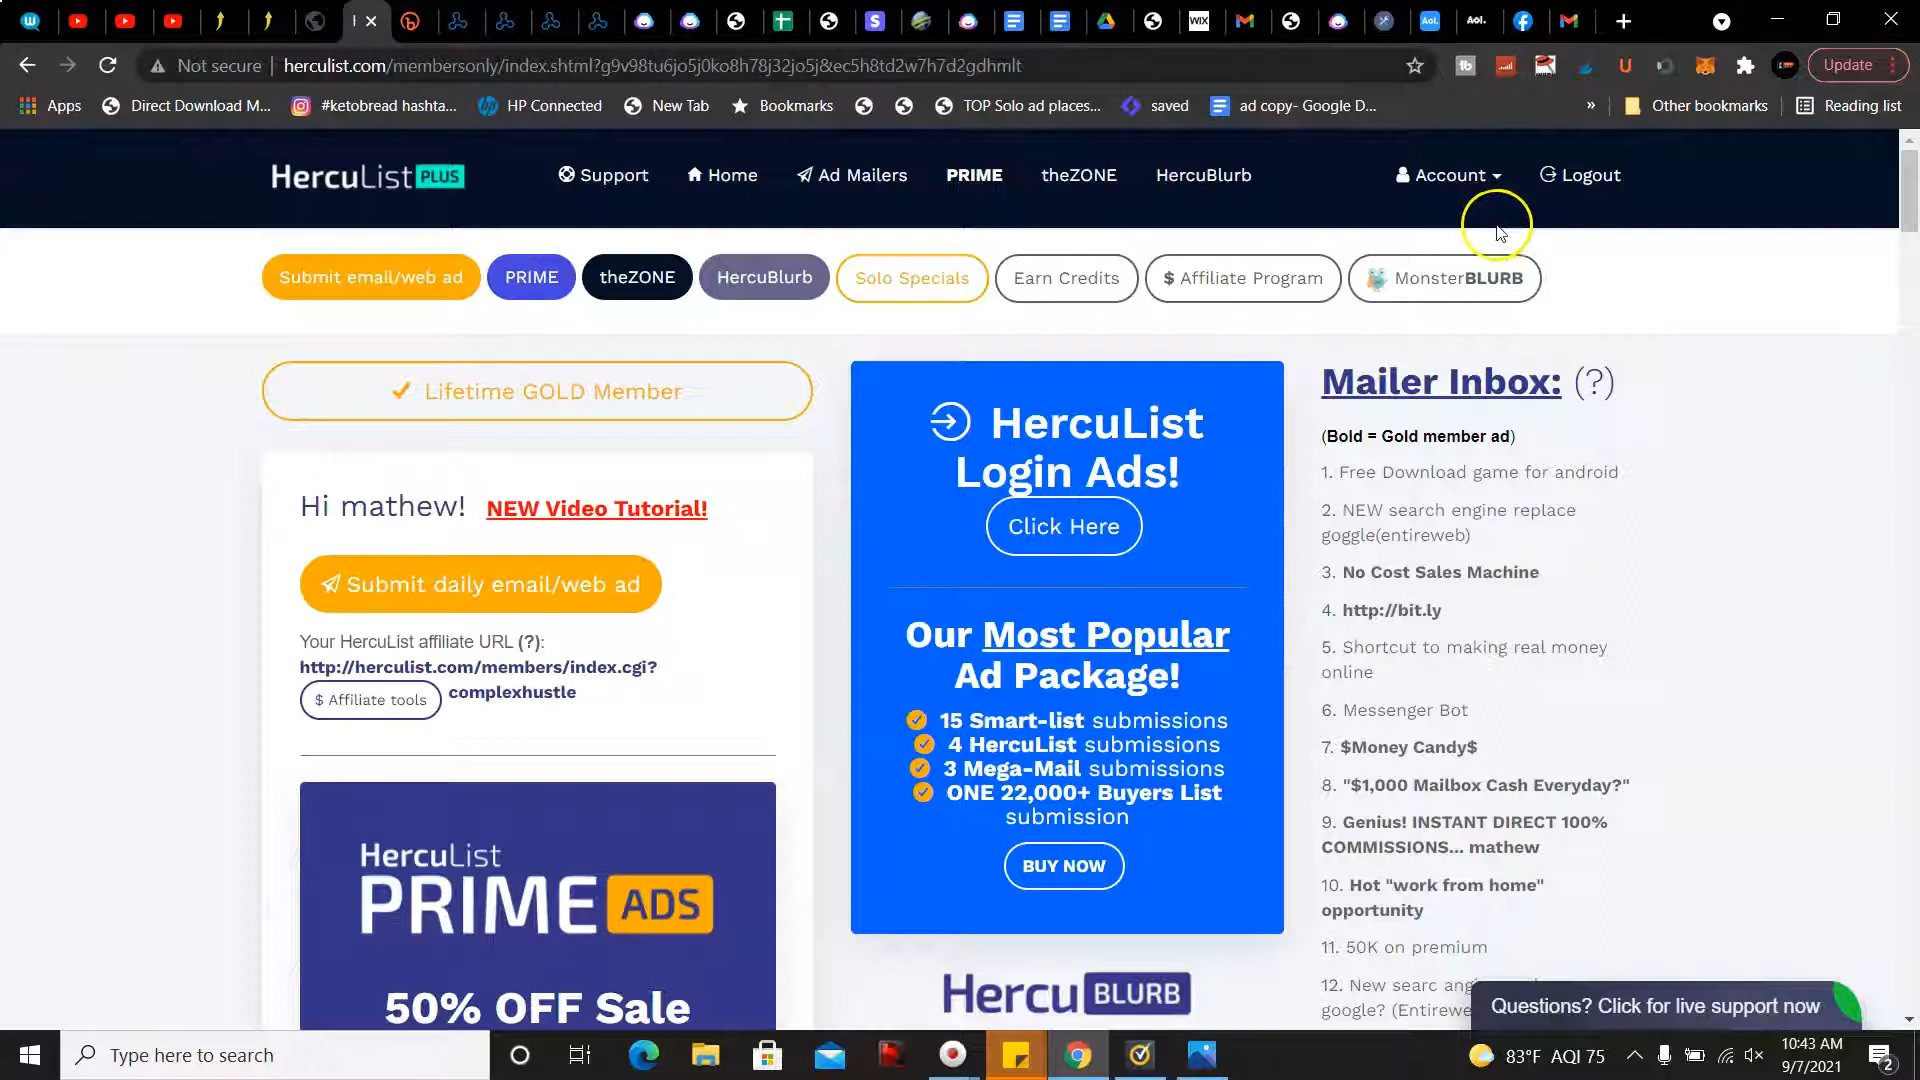 Not secure
herculist.com/membersonly/index.shtml?g9v98tu6jo5j0ko8h78j32jo5j&ec5h8td2w7h7d2gdhmlt
Update
Apps
Direct Download M...
#ketobread hashta...
HP Connected
New Tab
Bookmarks
TOP Solo ad places...
saved
ad copy- Google D...
»
Other bookmarks
Reading list
HercuList PLUS
Support
Home
Ad Mailers
PRIME
theZONE
HercuBlurb
Account
Logout
Submit email/web ad
PRIME
theZONE
HercuBlurb
Solo Specials
Earn Credits
$ Affiliate Program
MonsterBLURB
Lifetime GOLD Member
Hi mathew! NEW Video Tutorial!
Submit daily email/web ad
Your HercuList affiliate URL (?):
http://herculist.com/members/index.cgi?
$ Affiliate tools complexhustle
HercuList
PRIME ADS
50% OFF Sale
HercuList
Login Ads!
Click Here
Our Most Popular
Ad Package!
15 Smart-list submissions
4 HercuList submissions
3 Mega-Mail submissions
ONE 22,000+ Buyers List
submission
BUY NOW
Hercu BLURB
Mailer Inbox: (?)
(Bold = Gold member ad)
1. Free Download game for android
2. NEW search engine replace
goggle(entireweb)
3. No Cost Sales Machine
4. http://bit.ly
5. Shortcut to making real money
online
6. Messenger Bot
7. $Money Candy$
8. "$1,000 Mailbox Cash Everyday?"
9. Genius! INSTANT DIRECT 100%
COMMISSIONS... mathew
10. Hot "work from home"
opportunity
11. 50K on premium
12. New searc
google? (Entirewe
Questions? Click for live support now
Type here to search
83°F AQI 75
10:43 AM
9/7/2021
2